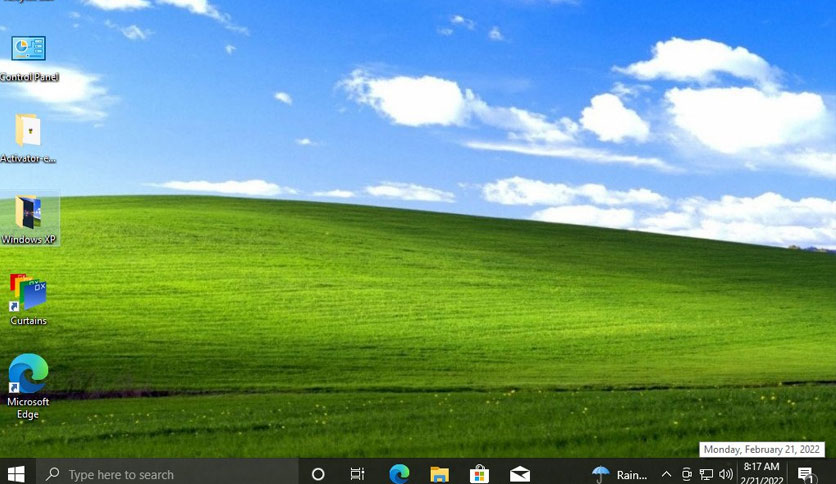 Control Panel
Activator-c...
Windows XP
Curtains
Microsoft
Edge
Monday, February 21, 2022
Type here to search
Rain...
8:17 AM
2/21/2022
1